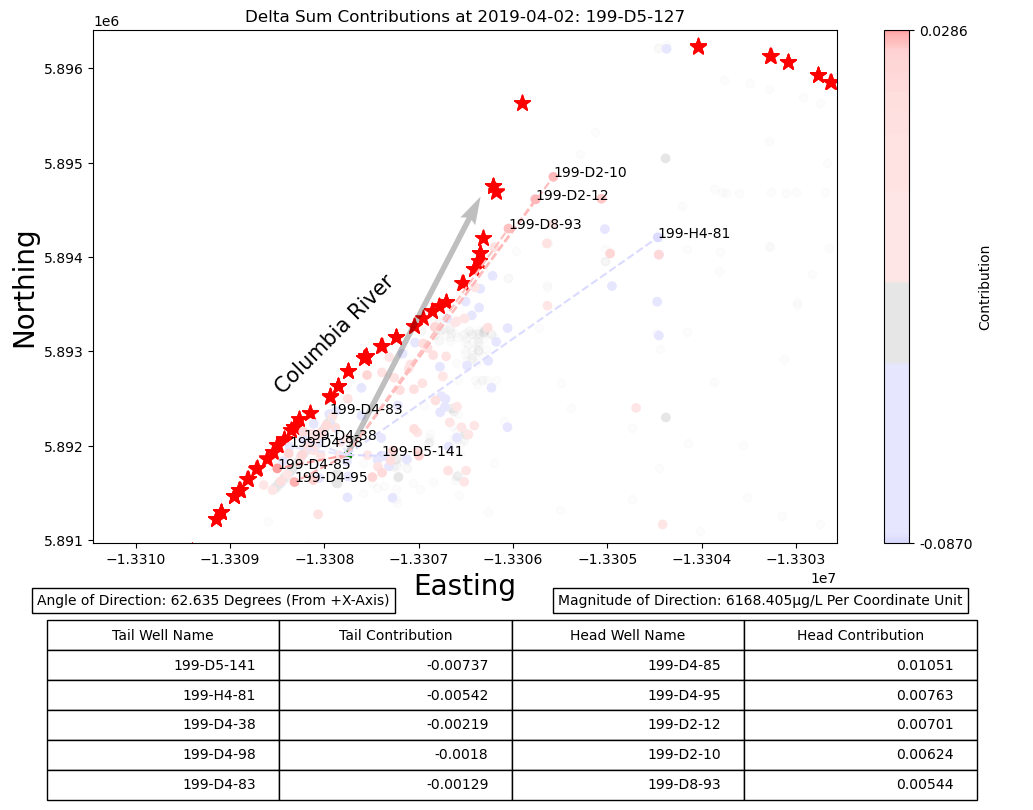 Delta Sum Contributions at 2019-04-02: 199-D5-127
1e6
0.0286
5.896
5.895
5.894
5.893
5.892
5.891
Northing
199-D2-10
199-D2-12
199-D8-93
199-H4-81
Columbia River
199-D4-83
199-D4-38
199-D4-98
199-D5-141
199-D4-85
199-D4-95
Contribution
-0.0870
−1.3310
−1.3309
−1.3308
−1.3307
−1.3306
−1.3305
−1.3304
−1.3303
1e7
Easting
Angle of Direction: 62.635 Degrees (From +X-Axis)
Magnitude of Direction: 6168.405μg/L Per Coordinate Unit
Tail Well Name Tail Contribution Head Well Name Head Contribution
199-D5-141 -0.00737 199-D4-85 0.01051
199-H4-81 -0.00542 199-D4-95 0.00763
199-D4-38 -0.00219 199-D2-12 0.00701
199-D4-98 -0.0018 199-D2-10 0.00624
199-D4-83 -0.00129 199-D8-93 0.00544